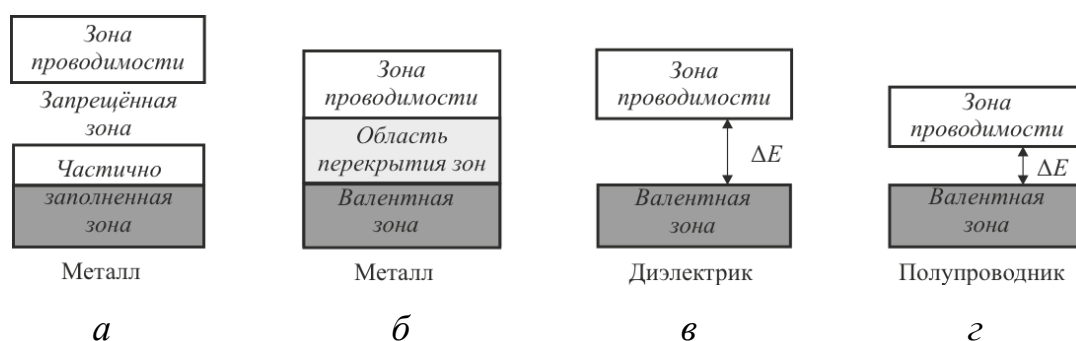 Зона
проводимости
Запрещённая
зона
Частично
заполненная
зона
Металл
а
Зона
проводимости
Область
перекрытия зон
Валентная
зона
Металл
б
Зона
проводимости
ΔE
Валентная
зона
Диэлектрик
в
Зона
проводимости
ΔE
Валентная
зона
Полупроводник
г